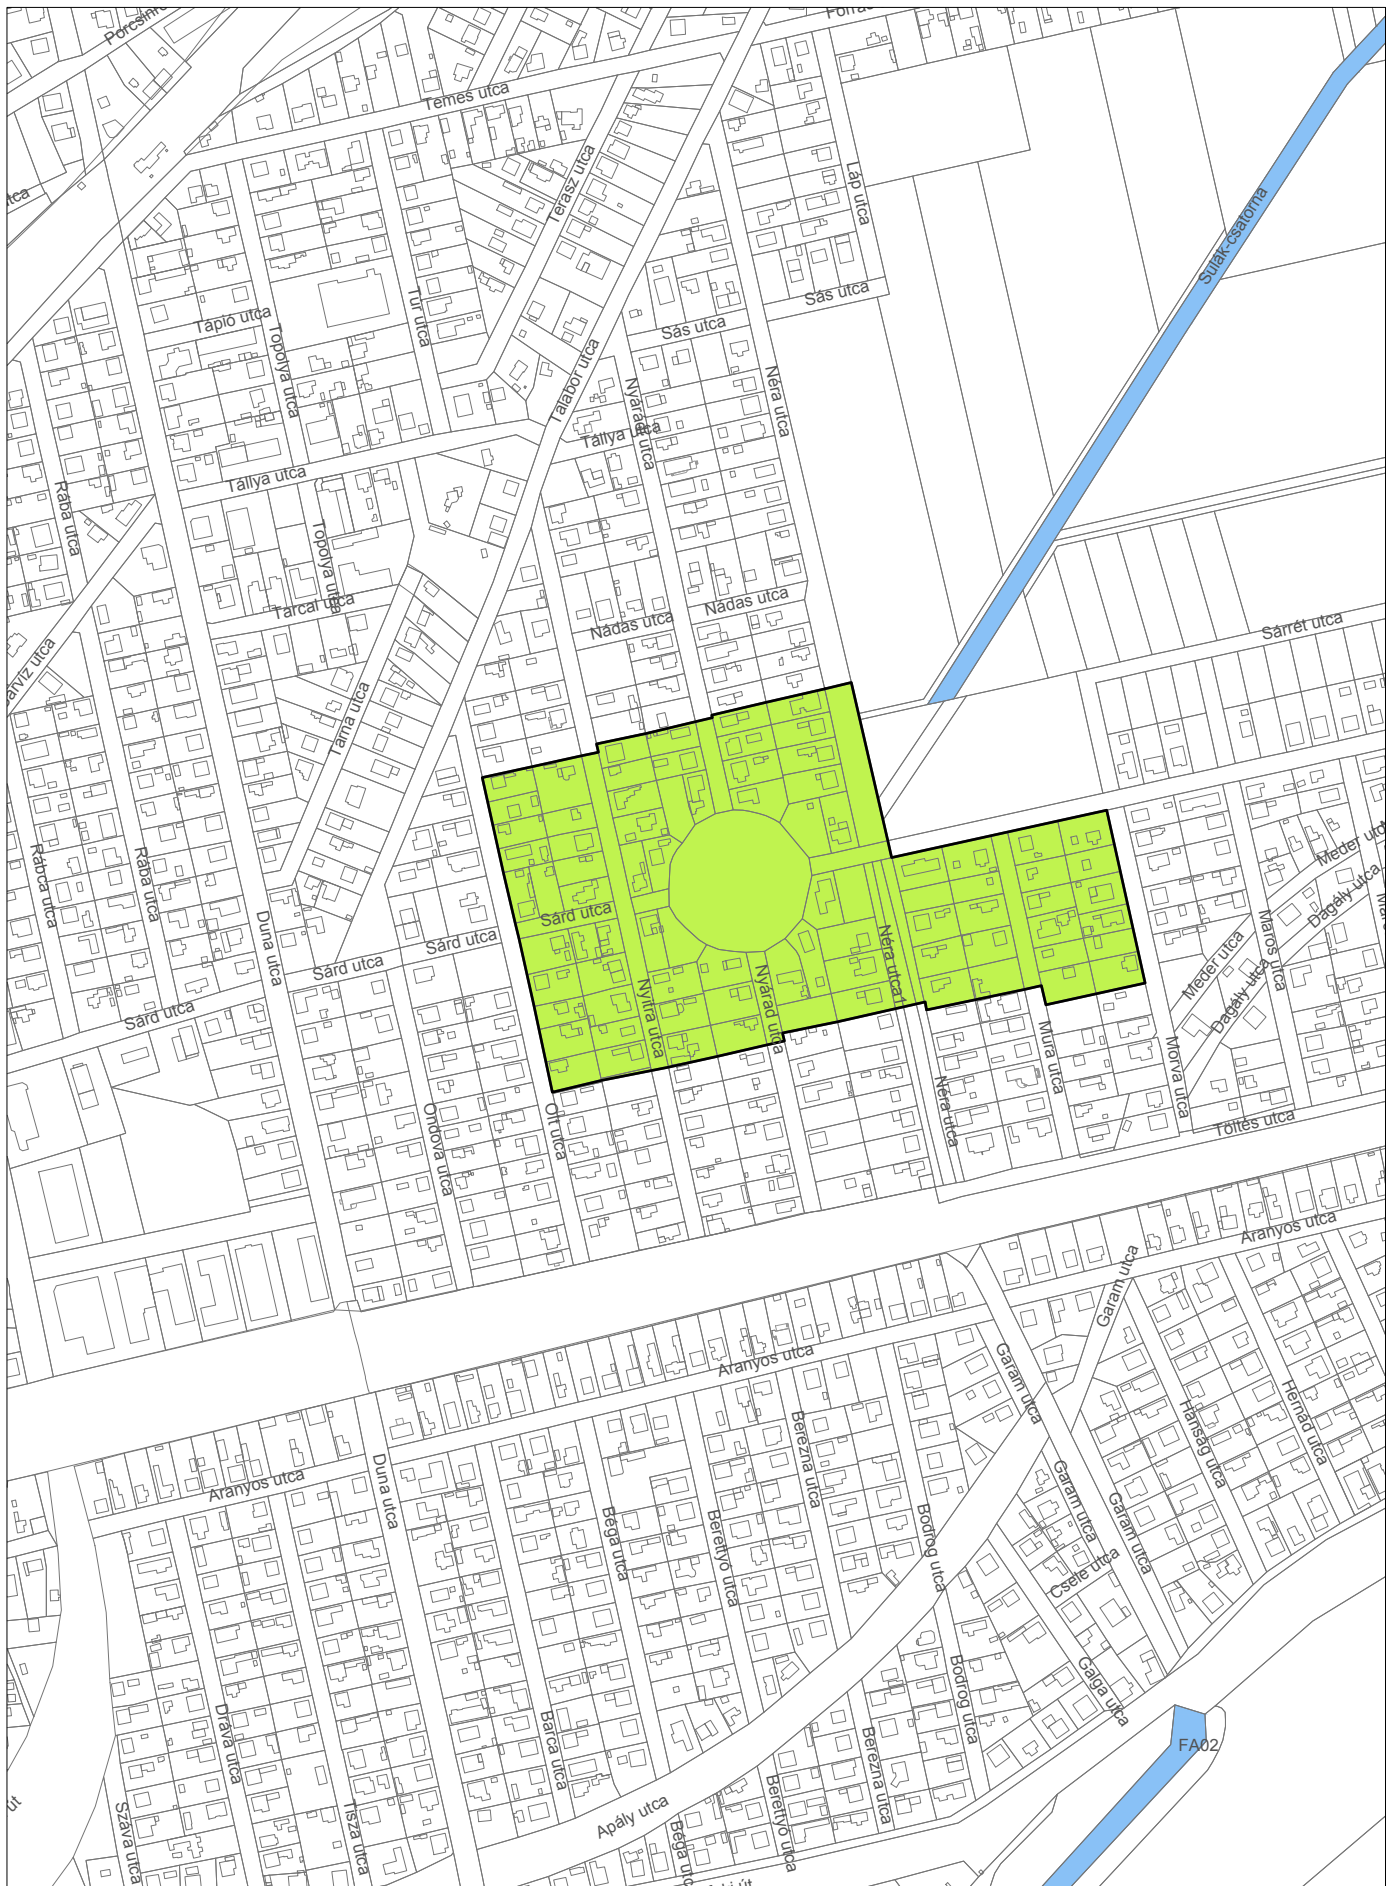 Temes utca
Terasz utca
Láp utca
Sulák-csatorna
Sás utca
Sás utca
Tápió utca
Topolya utca
Túr utca
Talabor utca
Néra utca
Nyárád utca
Tállya utca
Tállya utca
Rába utca
Topolya utca
Tarcal utca
Nádas utca
Nádas utca
Sárrét utca
Tarna utca
Rábca utca
Rába utca
Duna utca
Sárd utca
Sárd utca
Sárd utca
Sárd utca
Nyitra utca
Nyárád utca
Néra utca1
Meder utca
Dagály utca
Maros utca
Meder utca
Dagály utca
Mura utca
Morva utca
Töltés utca
Ondova utca
Olt utca
Néra utca
Aranyos utca
Garam utca
Aranyos utca
Garam utca
Hanság utca
Hernád utca
Aranyos utca
Duna utca
Berezna utca
Béga utca
Berettyó utca
Bodrog utca
Garam utca
Garam utca
Csele utca
Galga utca
Bodrog utca
Dráva utca
Barca utca
Berezna utca
FA02
Száva utca
Tisza utca
Apály utca
Berettyó utca
út